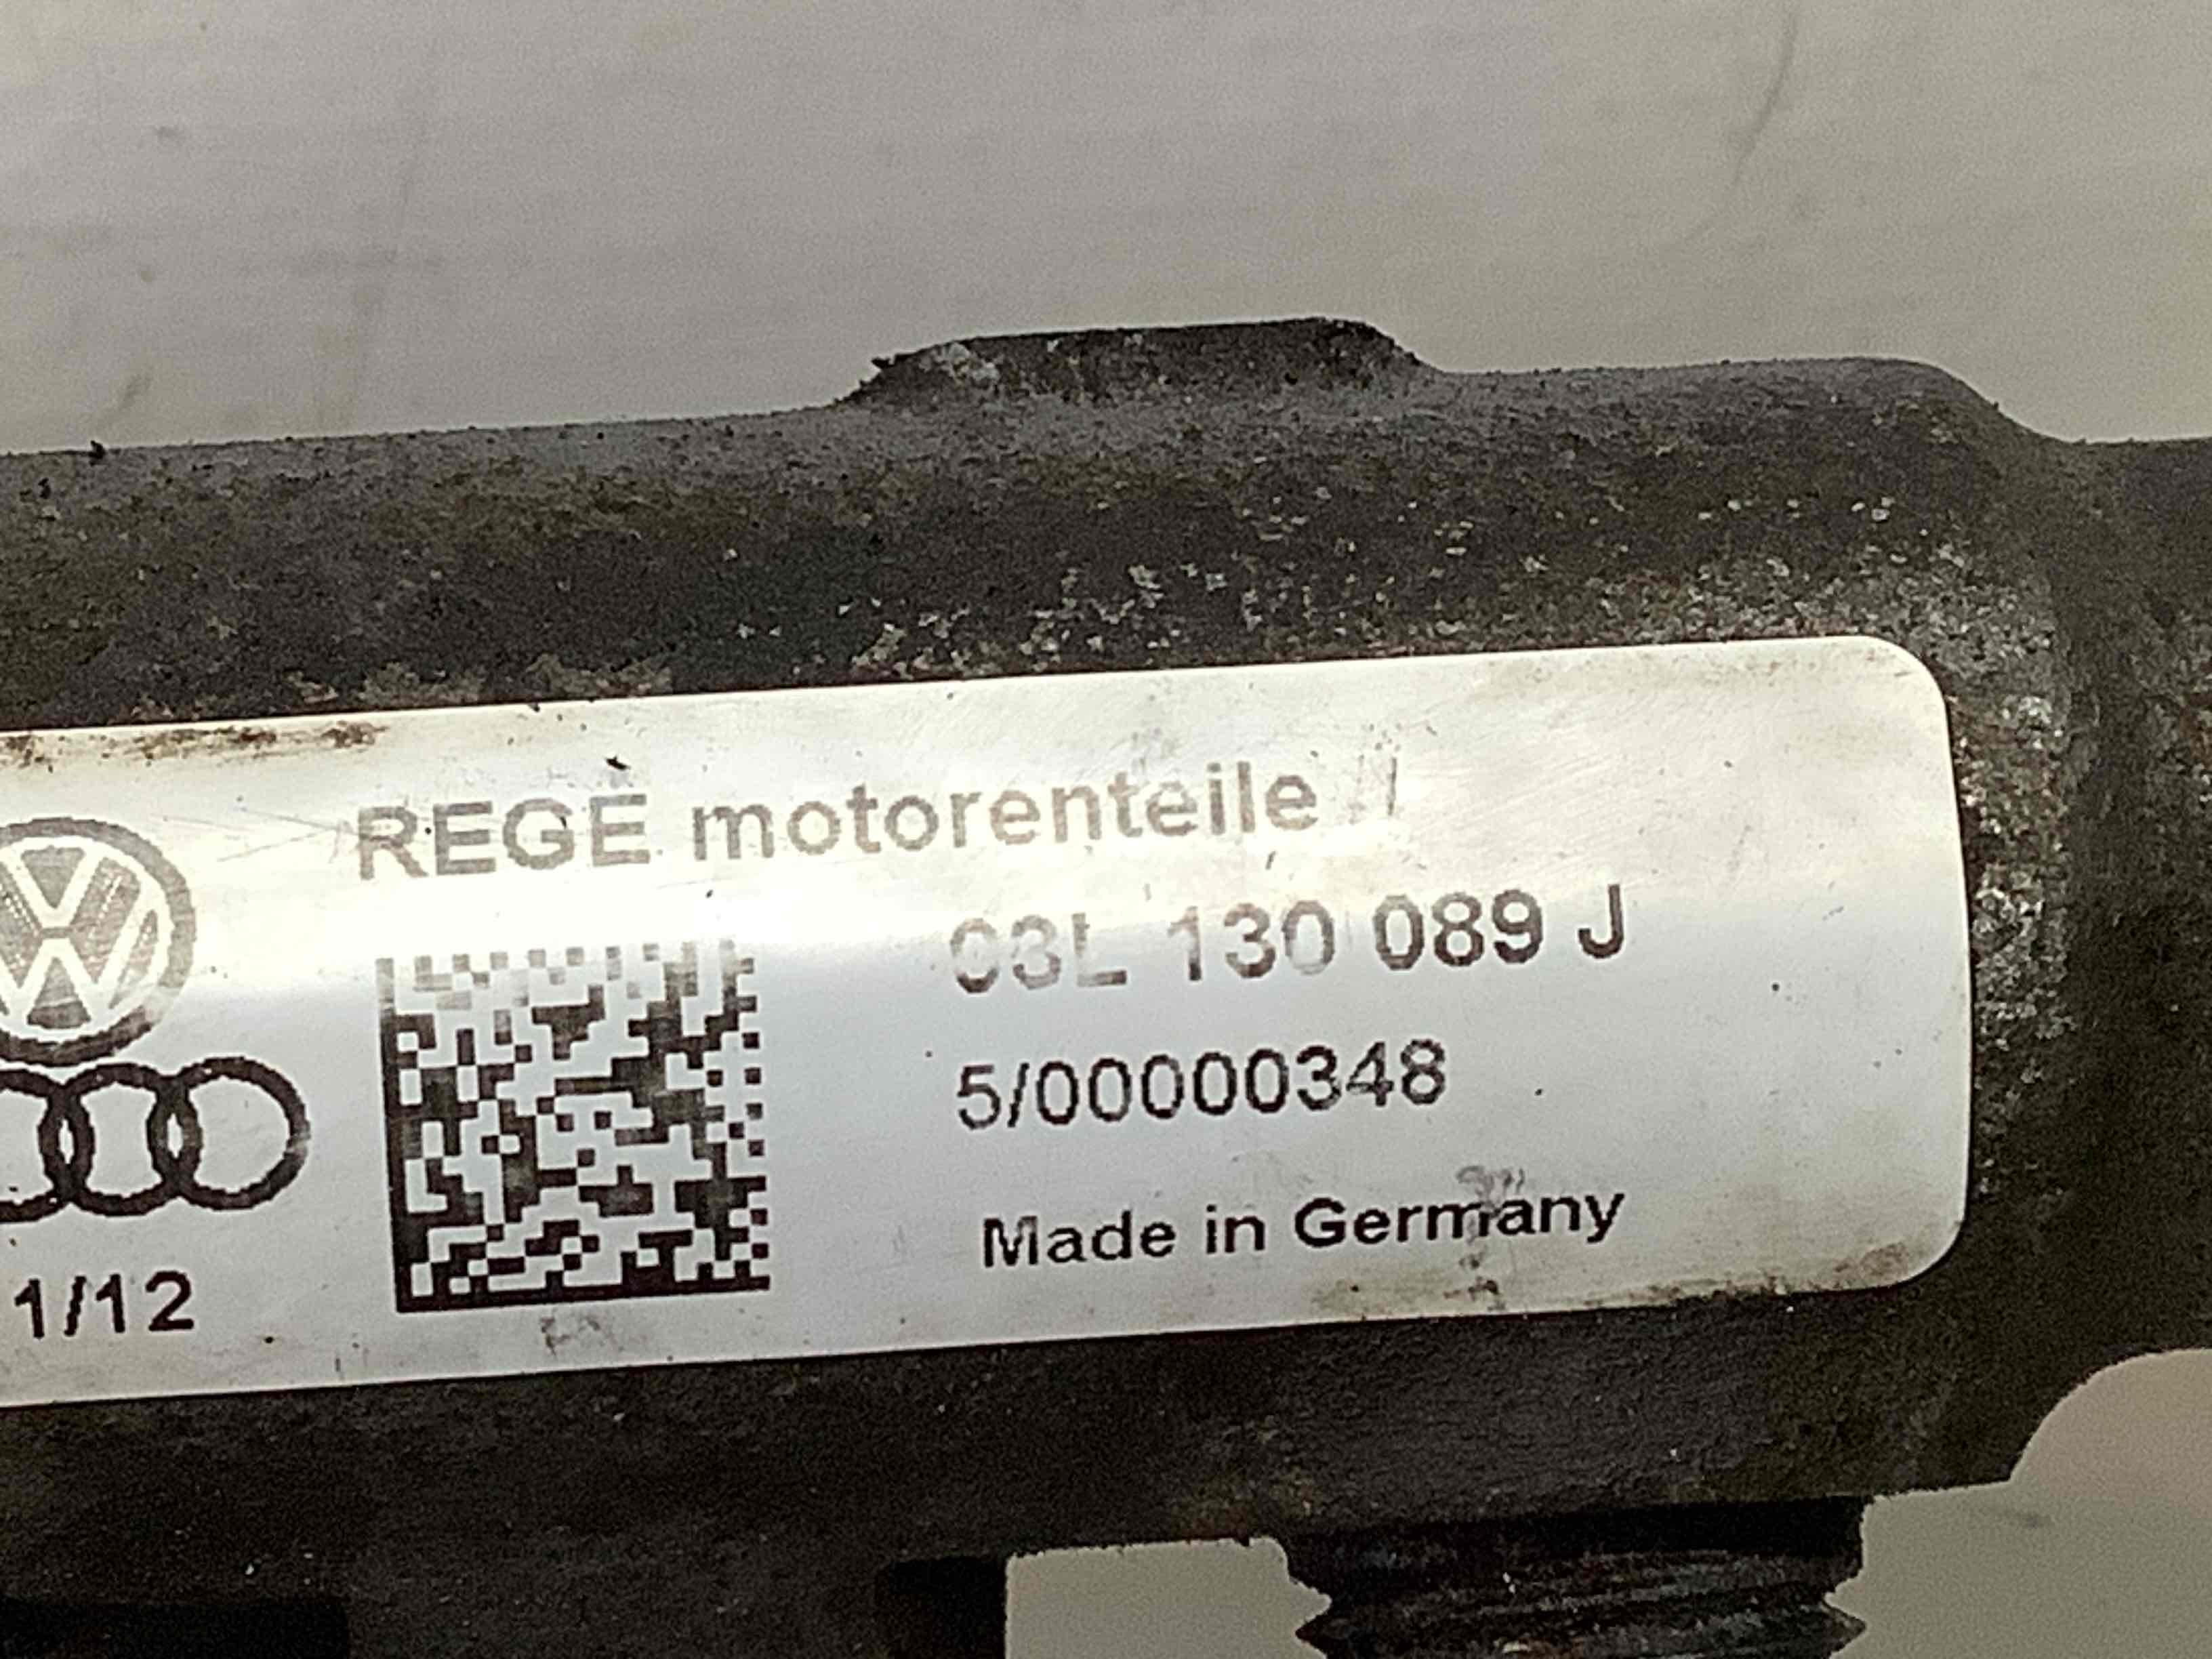 REGE motorenteile
03L 130 089 J
5/00000348
Made in Germany
1/12